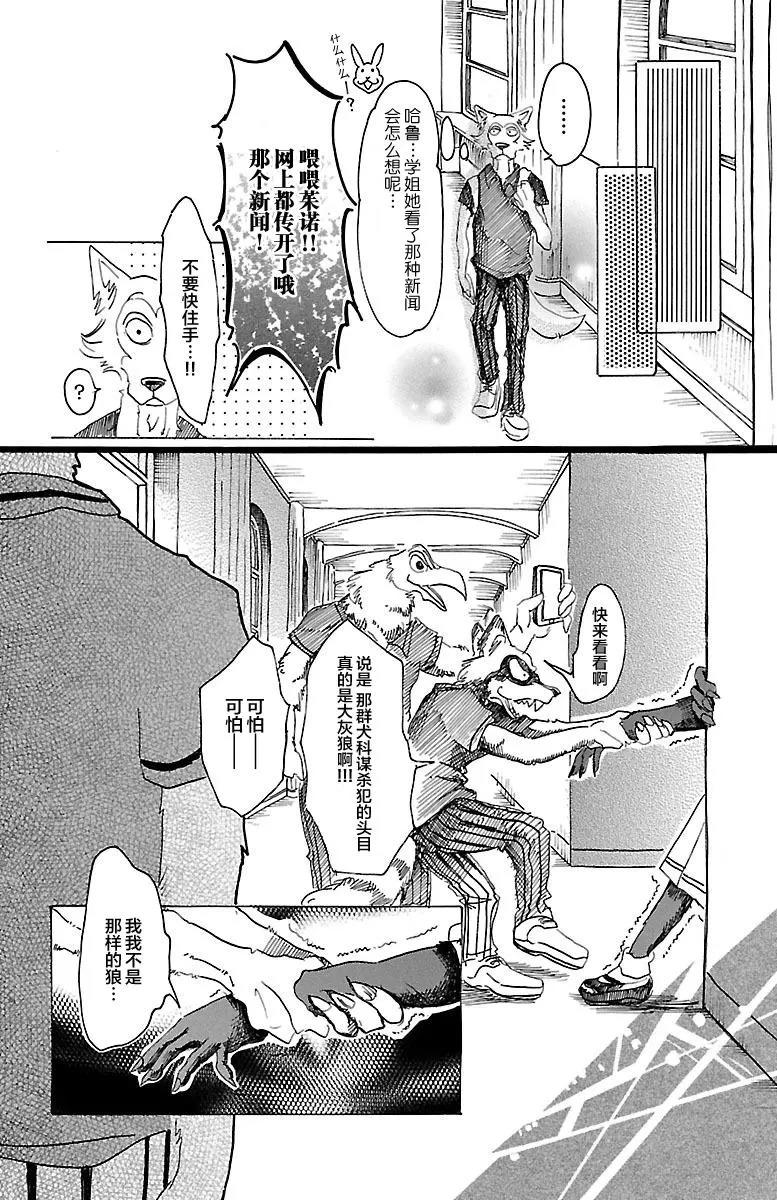 ……
哈鲁…学姐她看了那种新闻
会怎么想呢…
什么什么——?
喂喂茱诺!!
网上都传开了哦
那个新闻!
不要快住手…!!
?
快来看看啊
说是 那群犬科谋杀犯的头目
真的是大灰狼啊!!!
可怕——
可怕——
我我不是
那样的狼…